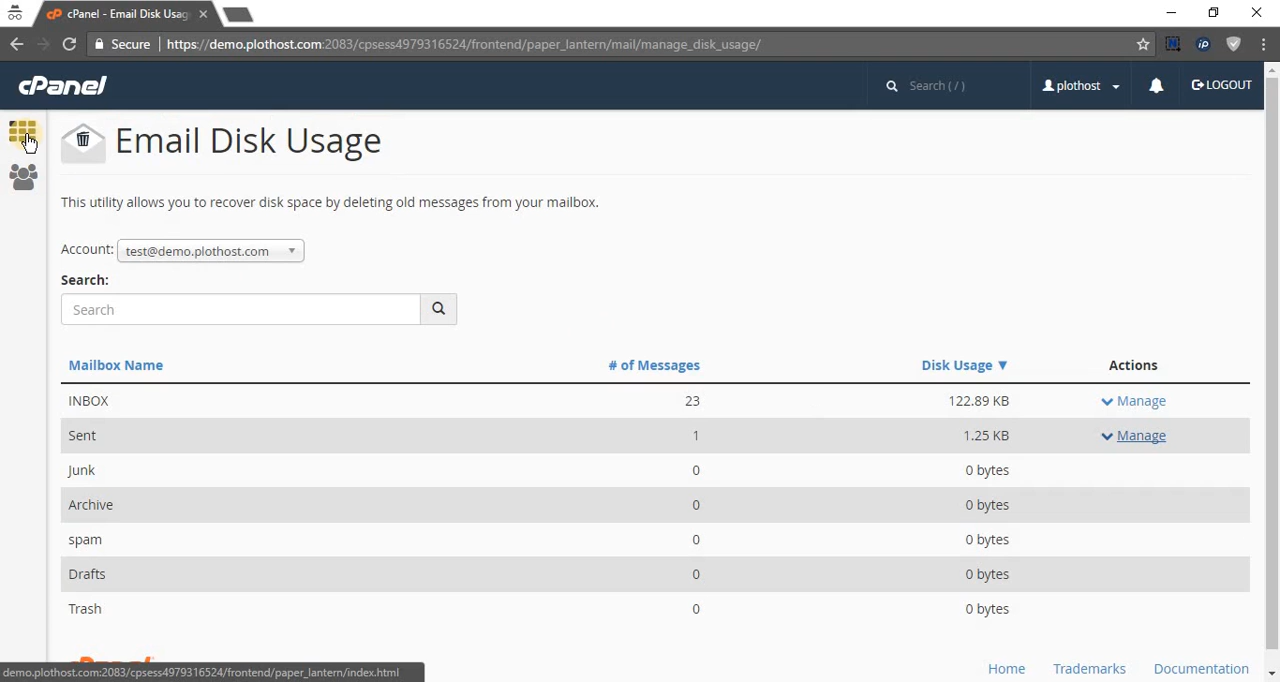 cPanel - Email Disk Usag
Secure https://demo.plothost.com:2083/cpsess4979316524/frontend/paper_lantern/mail/manage_disk_usage/
cPanel Search ( / ) plothost LOGOUT
Email Disk Usage
This utility allows you to recover disk space by deleting old messages from your mailbox.
Account: test@demo.plothost.com
Search:
Search
Mailbox Name # of Messages Disk Usage ▼ Actions
INBOX 23 122.89 KB Manage
Sent 1 1.25 KB Manage
Junk 0 0 bytes
Archive 0 0 bytes
spam 0 0 bytes
Drafts 0 0 bytes
Trash 0 0 bytes
cPanel Home Trademarks Documentation
demo.plothost.com:2083/cpsess4979316524/frontend/paper_lantern/index.html